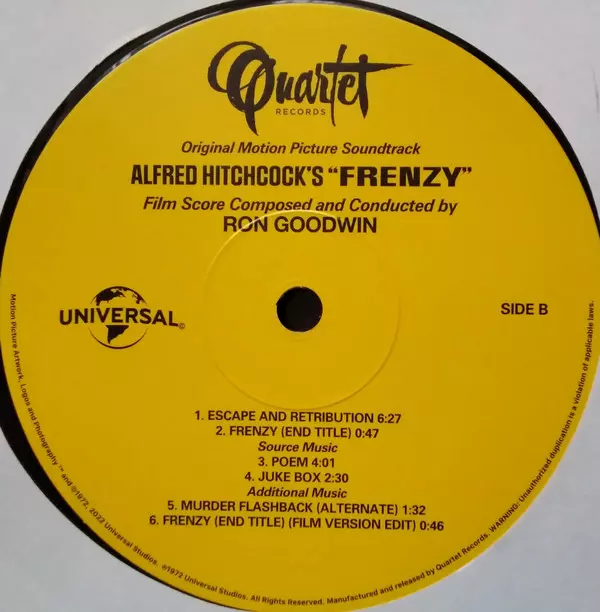 Quartet
RECORDS
Original Motion Picture Soundtrack
ALFRED HITCHCOCK'S "FRENZY"
Film Score Composed and Conducted by
RON GOODWIN
UNIVERSAL©
SIDE B
1. ESCAPE AND RETRIBUTION 6:27
2. FRENZY (END TITLE) 0:47
Source Music
3. POEM 4:01
4. JUKE BOX 2:30
Additional Music
5. MURDER FLASHBACK (ALTERNATE) 1:32
6. FRENZY (END TITLE) (FILM VERSION EDIT) 0:46
Motion Picture Artwork, Logos and Photography ™ and ©1972, 2022 Universal Studios. ℗1972 Universal Studios. All Rights Reserved. Manufactured and released by Quartet Records. WARNING: Unauthorized duplication is a violation of applicable laws.